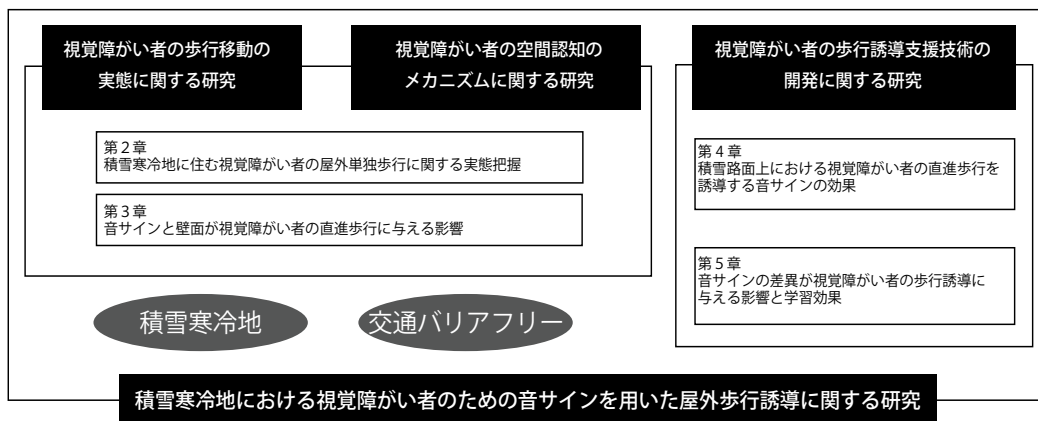 視覚障がい者の歩行移動の
実態に関する研究
視覚障がい者の空間認知の
メカニズムに関する研究
視覚障がい者の歩行誘導支援技術の
開発に関する研究
第2章
積雪寒冷地に住む視覚障がい者の屋外単独歩行に関する実態把握
第3章
音サインと壁面が視覚障がい者の直進歩行に与える影響
第4章
積雪路面上における視覚障がい者の直進歩行を
誘導する音サインの効果
第5章
音サインの差異が視覚障がい者の歩行誘導に
与える影響と学習効果
積雪寒冷地
交通バリアフリー
積雪寒冷地における視覚障がい者のための音サインを用いた屋外歩行誘導に関する研究